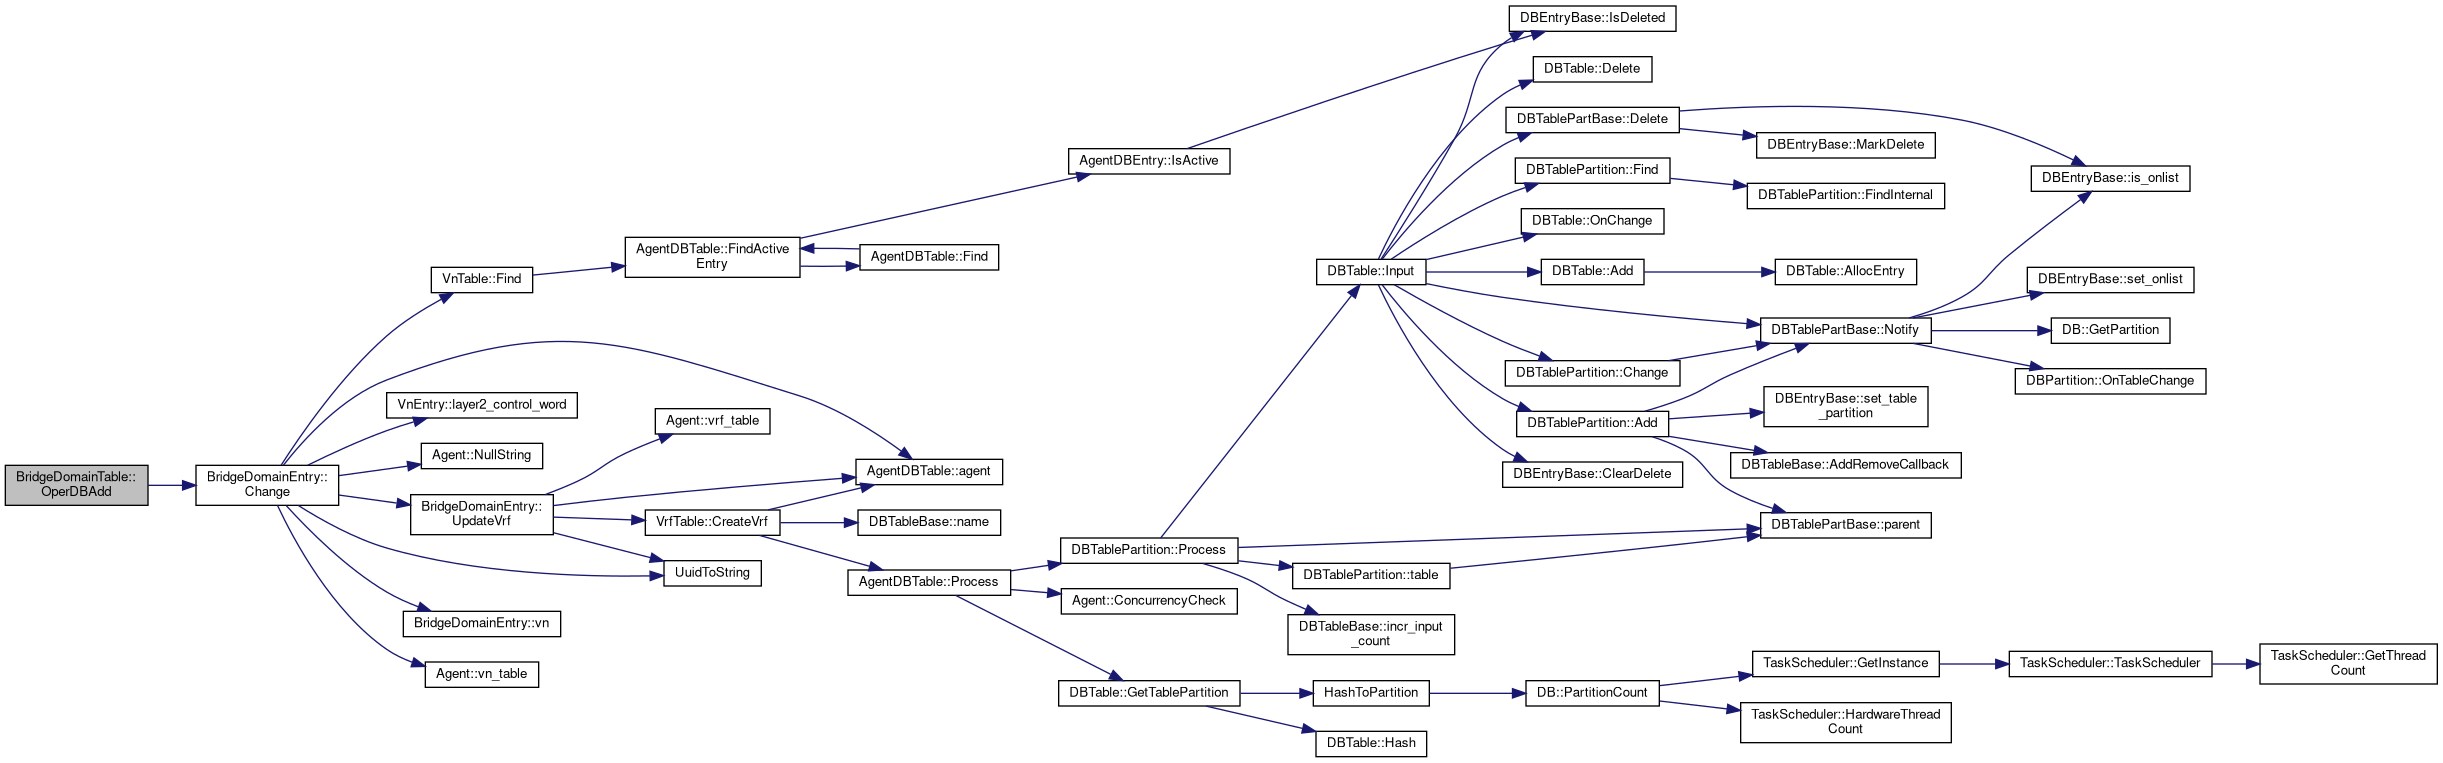 BridgeDomainTable::
OperDBAdd
BridgeDomainEntry::
Change
VnTable::Find
VnEntry::layer2_control_word
Agent::NullString
BridgeDomainEntry::
UpdateVrf
BridgeDomainEntry::vn
Agent::vn_table
AgentDBTable::FindActive
Entry
Agent::vrf_table
VrfTable::CreateVrf
UuidToString
AgentDBTable::Find
AgentDBTable::agent
DBTableBase::name
AgentDBTable::Process
AgentDBEntry::IsActive
DBTablePartition::Process
Agent::ConcurrencyCheck
DBTable::GetTablePartition
DBTable::Input
DBTablePartition::table
DBTableBase::incr_input
_count
HashToPartition
DBTable::Hash
DBEntryBase::IsDeleted
DBTable::Delete
DBTablePartBase::Delete
DBTablePartition::Find
DBTable::OnChange
DBTable::Add
DBTablePartition::Change
DBTablePartition::Add
DBEntryBase::ClearDelete
DB::PartitionCount
DBEntryBase::MarkDelete
DBTablePartition::FindInternal
DBTable::AllocEntry
DBTablePartBase::Notify
DBEntryBase::set_table
_partition
DBTableBase::AddRemoveCallback
DBTablePartBase::parent
TaskScheduler::GetInstance
TaskScheduler::HardwareThread
Count
DBEntryBase::is_onlist
DBEntryBase::set_onlist
DB::GetPartition
DBPartition::OnTableChange
TaskScheduler::TaskScheduler
TaskScheduler::GetThread
Count